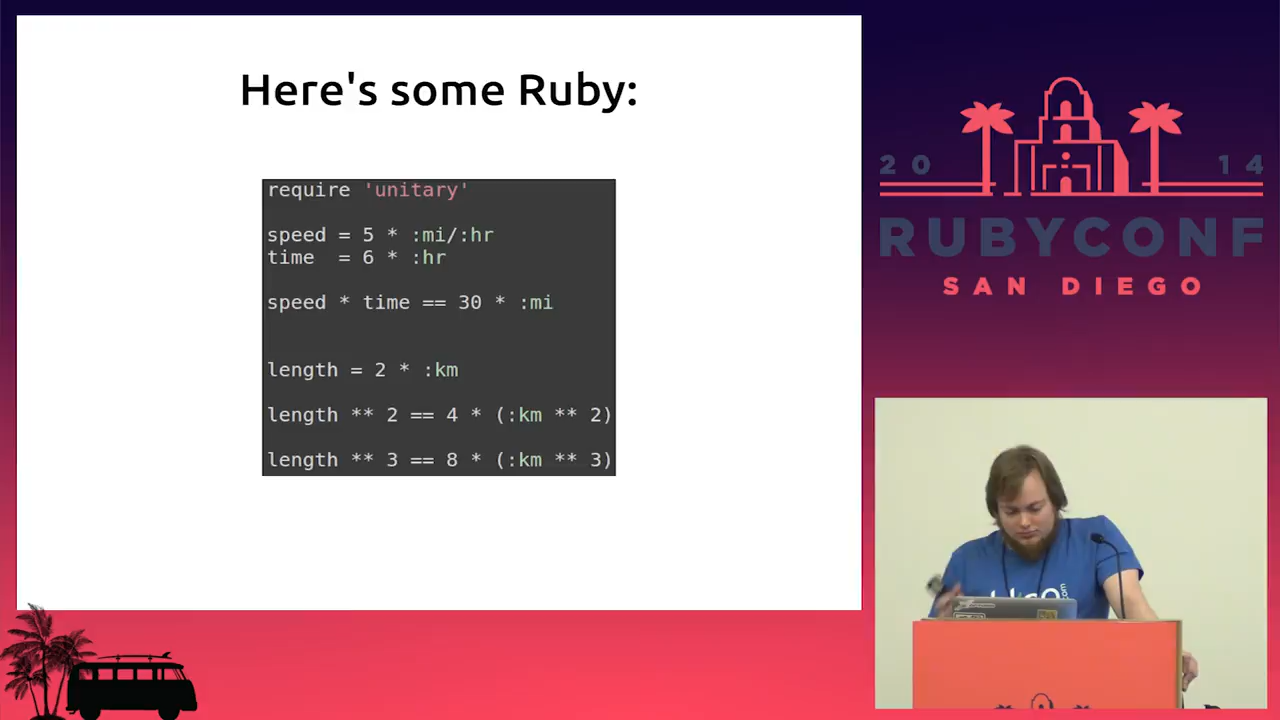 Here's some Ruby:
require 'unitary'
speed = 5 * :mi/:hr
time  = 6 * :hr
speed * time == 30 * :mi
length = 2 * :km
length ** 2 == 4 * (:km ** 2)
length ** 3 == 8 * (:km ** 3)
20 14
RUBYCONF
SAN DIEGO